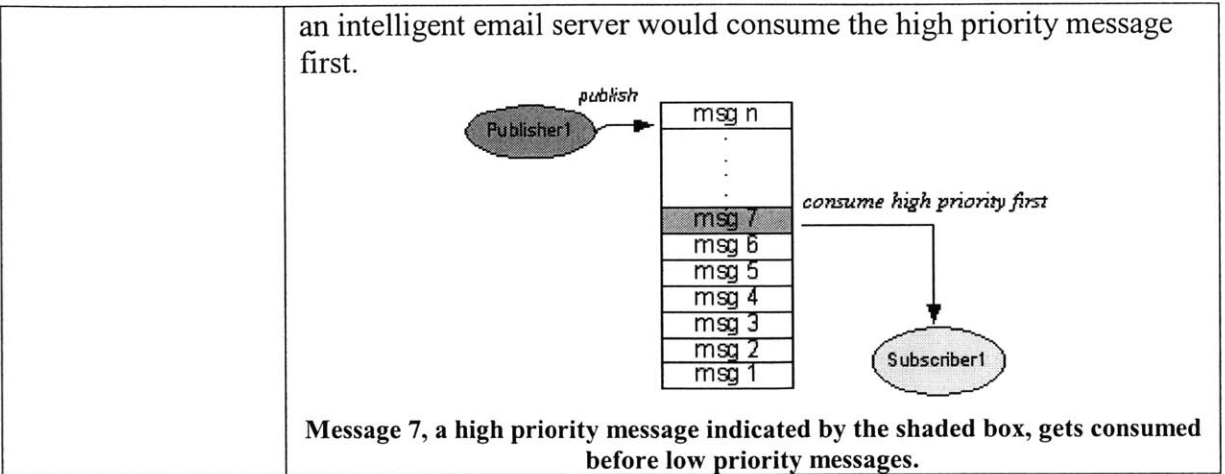 an intelligent email server would consume the high priority message
first.
publish
Publisher1
msg n
.
.
.
.
consume high priority first
msg 7
msg 6
msg 5
msg 4
msg 3
msg 2
msg 1
Subscriber1
Message 7, a high priority message indicated by the shaded box, gets consumed
before low priority messages.